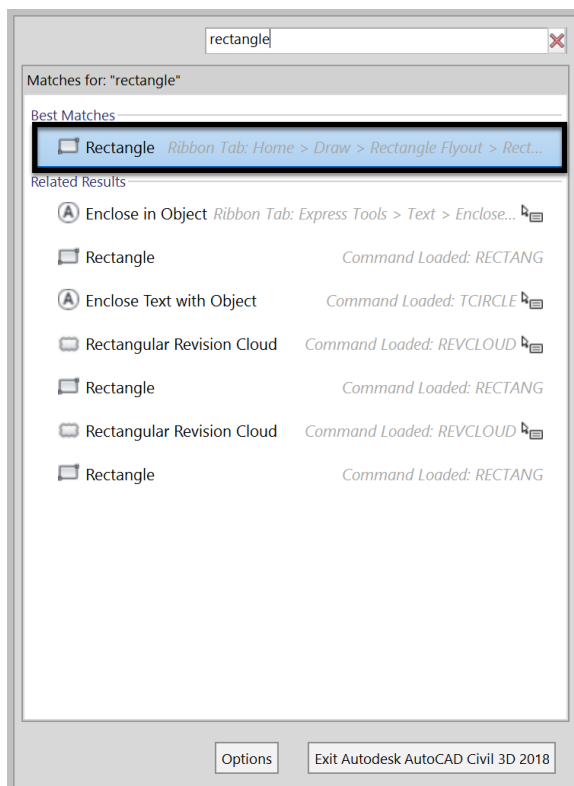 rectangle
Matches for: "rectangle"
Best Matches
Rectangle Ribbon Tab: Home > Draw > Rectangle Flyout > Rect...
Related Results
A Enclose in Object Ribbon Tab: Express Tools > Text > Enclose...
Rectangle Command Loaded: RECTANG
A Enclose Text with Object Command Loaded: TCIRCLE
Rectangular Revision Cloud Command Loaded: REVCLOUD
Rectangle Command Loaded: RECTANG
Rectangular Revision Cloud Command Loaded: REVCLOUD
Rectangle Command Loaded: RECTANG
Options Exit Autodesk AutoCAD Civil 3D 2018